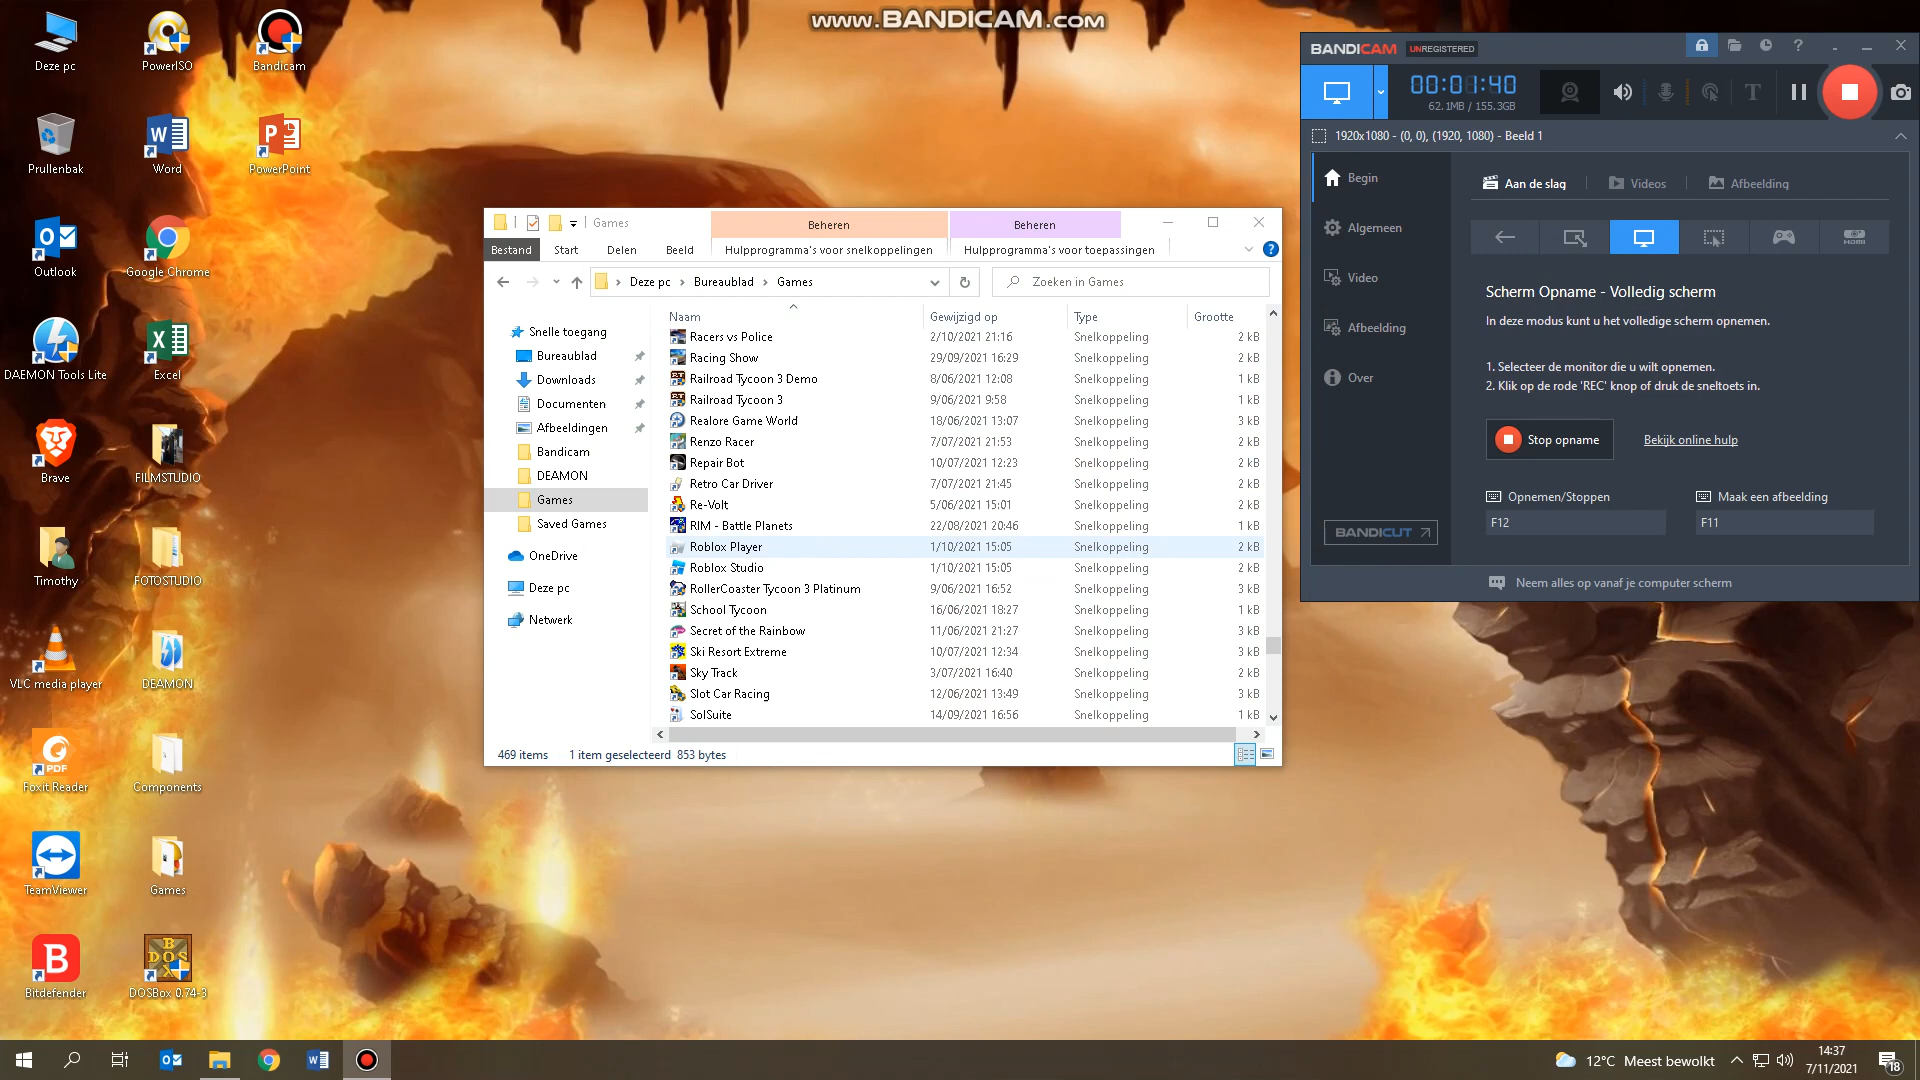 www.BANDICAM.com
Deze pc
PowerISO
Bandicam
Prullenbak
Word
PowerPoint
Outlook
Google Chrome
DAEMON Tools Lite
Excel
Brave
FILMSTUDIO
Timothy
FOTOSTUDIO
VLC media player
DEAMON
Foxit Reader
Components
TeamViewer
Games
Bitdefender
DOSBox 0.74-3
Games
Beheren
Beheren
Bestand
Start
Delen
Beeld
Hulpprogramma's voor snelkoppelingen
Hulpprogramma's voor toepassingen
Deze pc > Bureaublad > Games
Zoeken in Games
Snelle toegang
Bureaublad
Downloads
Documenten
Afbeeldingen
Bandicam
DEAMON
Games
Saved Games
OneDrive
Deze pc
Netwerk
Naam Gewijzigd op Type Grootte
Racers vs Police 2/10/2021 21:16 Snelkoppeling 2 kB
Racing Show 29/09/2021 16:29 Snelkoppeling 2 kB
Railroad Tycoon 3 Demo 8/06/2021 12:08 Snelkoppeling 1 kB
Railroad Tycoon 3 9/06/2021 9:58 Snelkoppeling 1 kB
Realore Game World 18/06/2021 13:07 Snelkoppeling 3 kB
Renzo Racer 7/07/2021 21:53 Snelkoppeling 2 kB
Repair Bot 10/07/2021 12:23 Snelkoppeling 2 kB
Retro Car Driver 7/07/2021 21:45 Snelkoppeling 2 kB
Re-Volt 5/06/2021 15:01 Snelkoppeling 2 kB
RIM - Battle Planets 22/08/2021 20:46 Snelkoppeling 1 kB
Roblox Player 1/10/2021 15:05 Snelkoppeling 2 kB
Roblox Studio 1/10/2021 15:05 Snelkoppeling 2 kB
RollerCoaster Tycoon 3 Platinum 9/06/2021 16:52 Snelkoppeling 3 kB
School Tycoon 16/06/2021 18:27 Snelkoppeling 1 kB
Secret of the Rainbow 11/06/2021 21:27 Snelkoppeling 3 kB
Ski Resort Extreme 10/07/2021 12:34 Snelkoppeling 3 kB
Sky Track 3/07/2021 16:40 Snelkoppeling 2 kB
Slot Car Racing 12/06/2021 13:49 Snelkoppeling 3 kB
SolSuite 14/09/2021 16:56 Snelkoppeling 1 kB
469 items 1 item geselecteerd 853 bytes
BANDICAM UNREGISTERED
00:01:40
62.1MB / 155.3GB
1920x1080 - (0, 0), (1920, 1080) - Beeld 1
Begin
Algemeen
Video
Afbeelding
Over
BANDICUT
Aan de slag
Videos
Afbeelding
HDMI
Scherm Opname - Volledig scherm
In deze modus kunt u het volledige scherm opnemen.
1. Selecteer de monitor die u wilt opnemen.
2. Klik op de rode 'REC' knop of druk de sneltoets in.
Stop opname
Bekijk online hulp
Opnemen/Stoppen
Maak een afbeelding
F12
F11
Neem alles op vanaf je computer scherm
12°C Meest bewolkt
14:37
7/11/2021
18